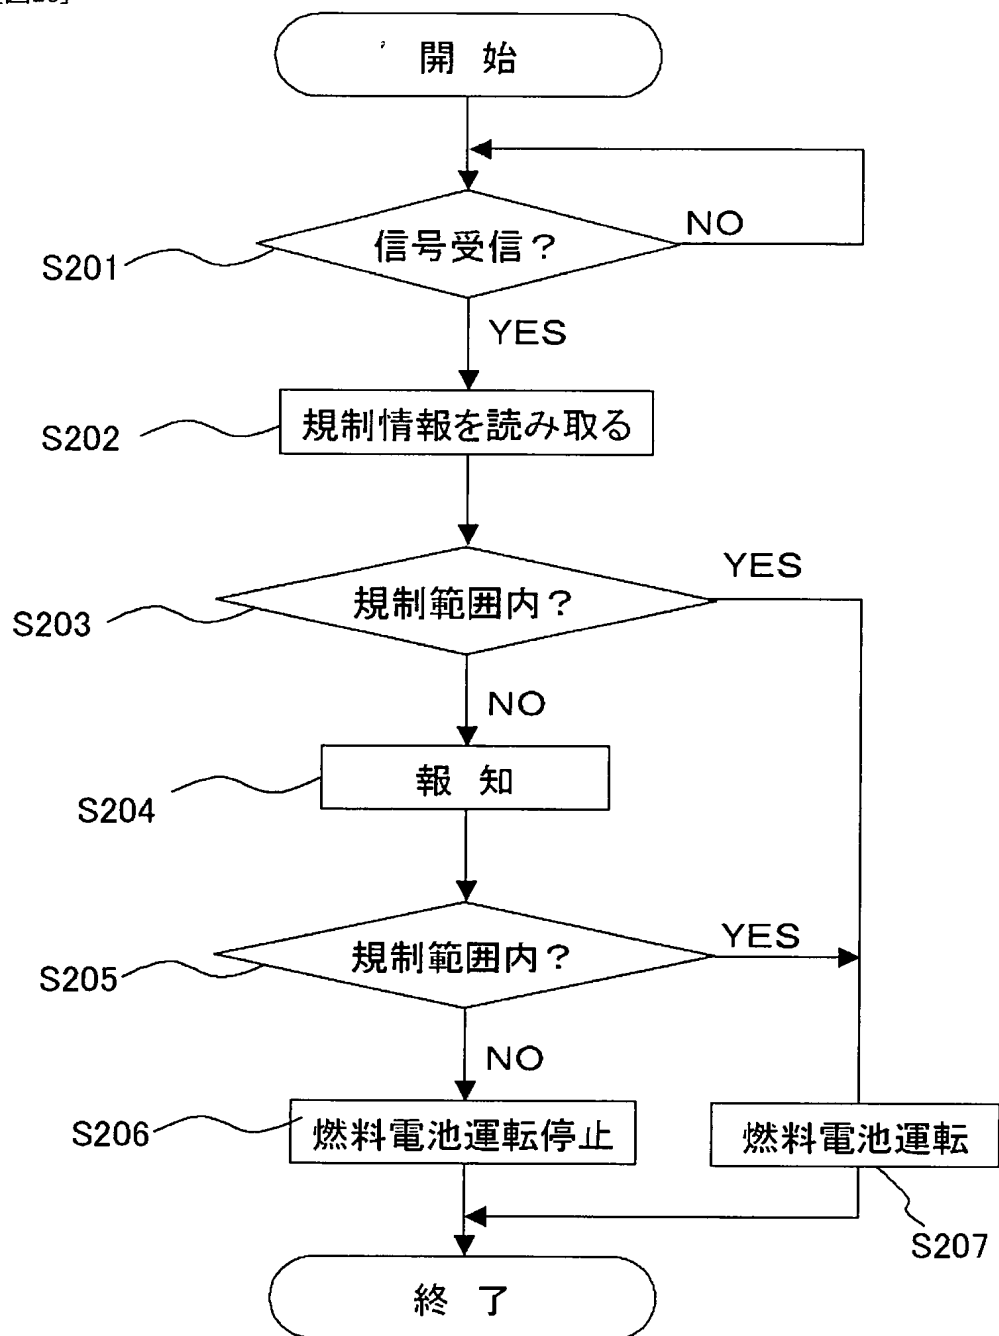 開 始
信号受信？
NO
S201
YES
規制情報を読み取る
S202
YES
規制範囲内？
S203
NO
報 知
S204
YES
規制範囲内？
S205
NO
S206
燃料電池運転停止
燃料電池運転
S207
終 了